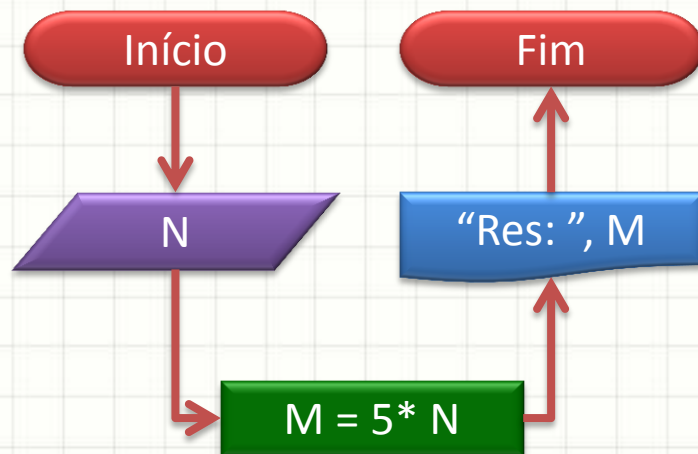 Início
N
M = 5* N
“Res: ”, M
Fim